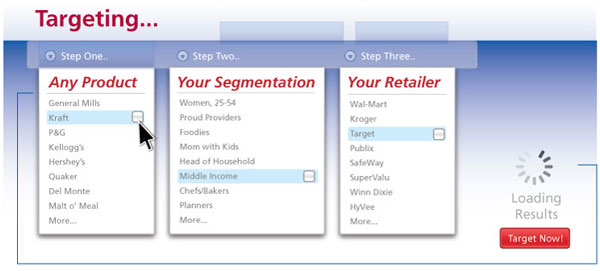 Targeting...
Step One..
Step Two..
Step Three..
Any Product
General Mills
Kraft
P&G
Kellogg's
Hershey's
Quaker
Del Monte
Malt o' Meal
More...
Your Segmentation
Women, 25-54
Proud Providers
Foodies
Mom with Kids
Head of Household
Middle Income
Chefs/Bakers
Planners
More...
Your Retailer
Wal-Mart
Kroger
Target
Publix
SafeWay
SuperValu
Winn Dixie
HyVee
More...
Loading
Results
Target Now!